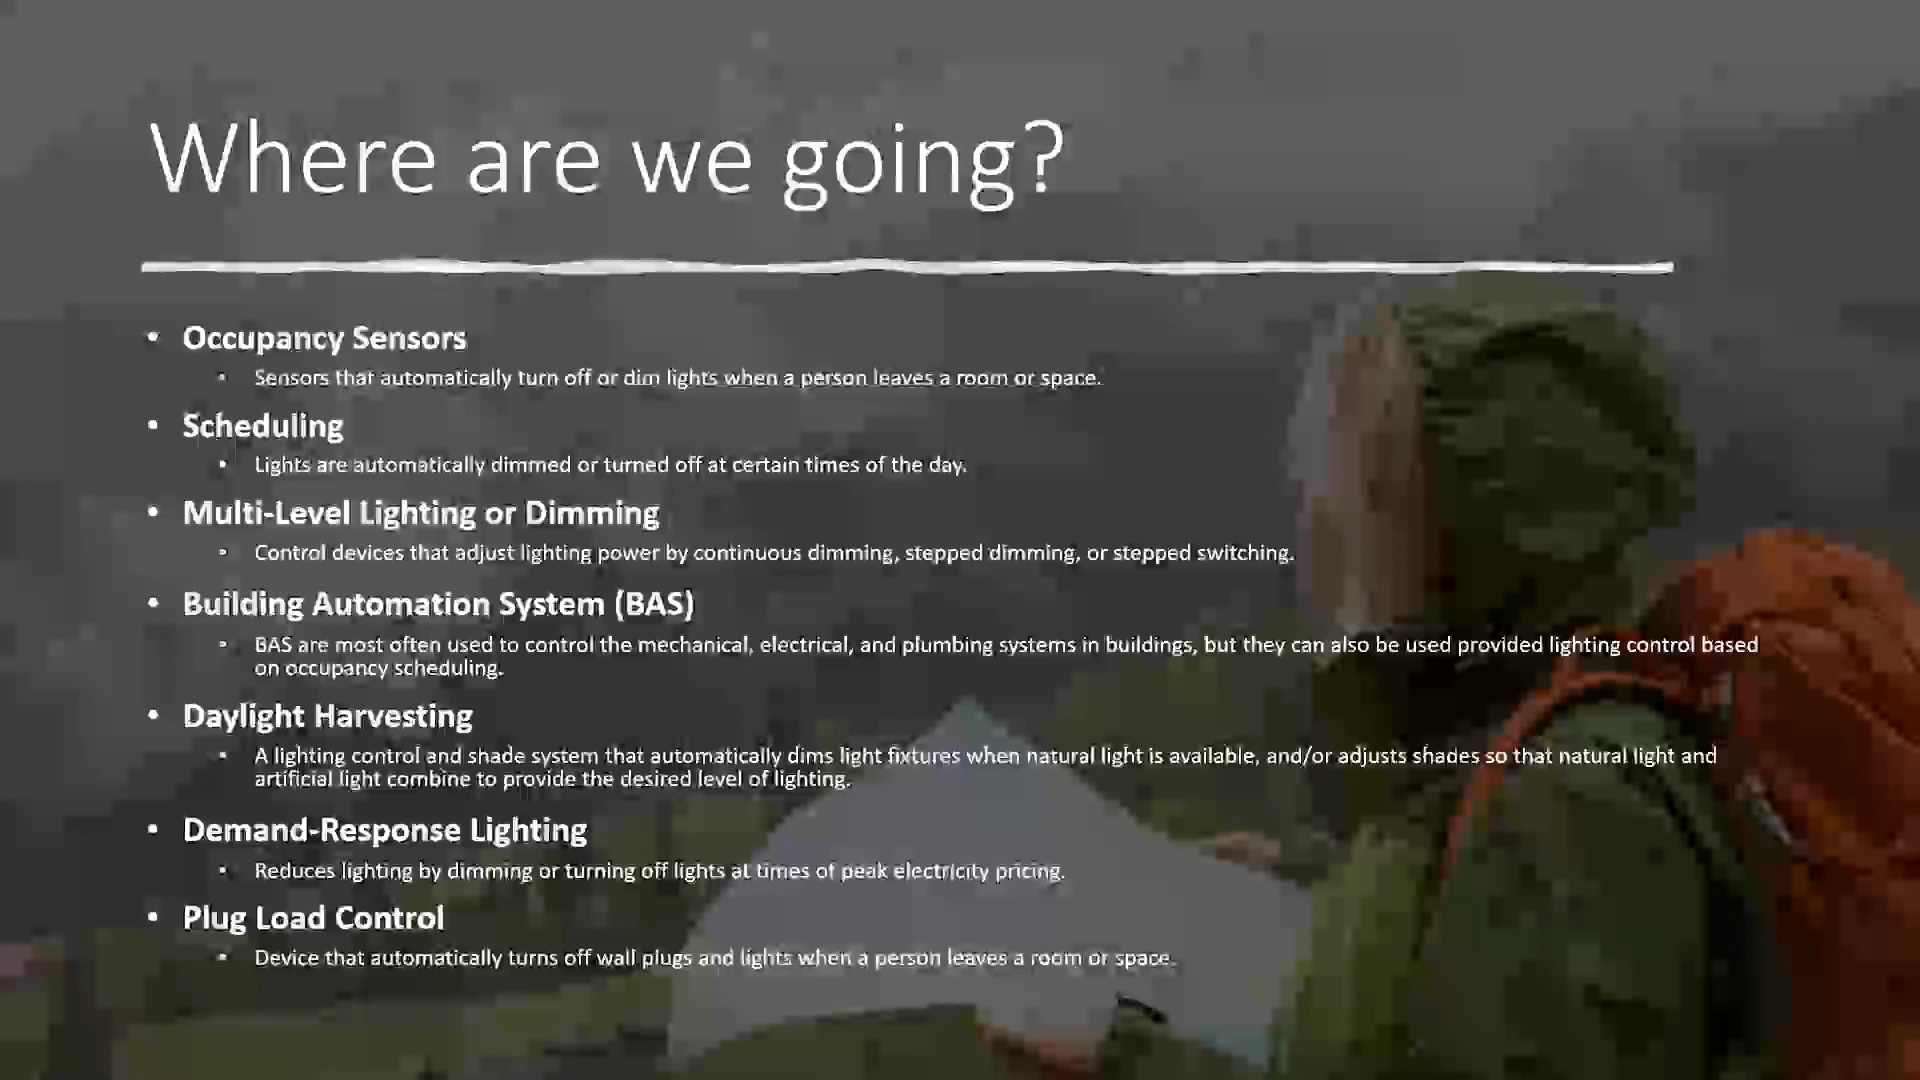 Where are we going?
• Occupancy Sensors
• Sensors that automatically turn off or dim lights when a person leaves a room or space.
• Scheduling
• Lights are automatically dimmed or turned off at certain times of the day.
• Multi-Level Lighting or Dimming
• Control devices that adjust lighting power by continuous dimming, stepped dimming, or stepped switching.
• Building Automation System (BAS)
• BAS are most often used to control the mechanical, electrical, and plumbing systems in buildings, but they can also be used provided lighting control based
on occupancy scheduling.
• Daylight Harvesting
• A lighting control and shade system that automatically dims light fixtures when natural light is available, and/or adjusts shades so that natural light and
artificial light combine to provide the desired level of lighting.
• Demand-Response Lighting
• Reduces lighting by dimming or turning off lights at times of peak electricity pricing.
• Plug Load Control
• Device that automatically turns off wall plugs and lights when a person leaves a room or space.